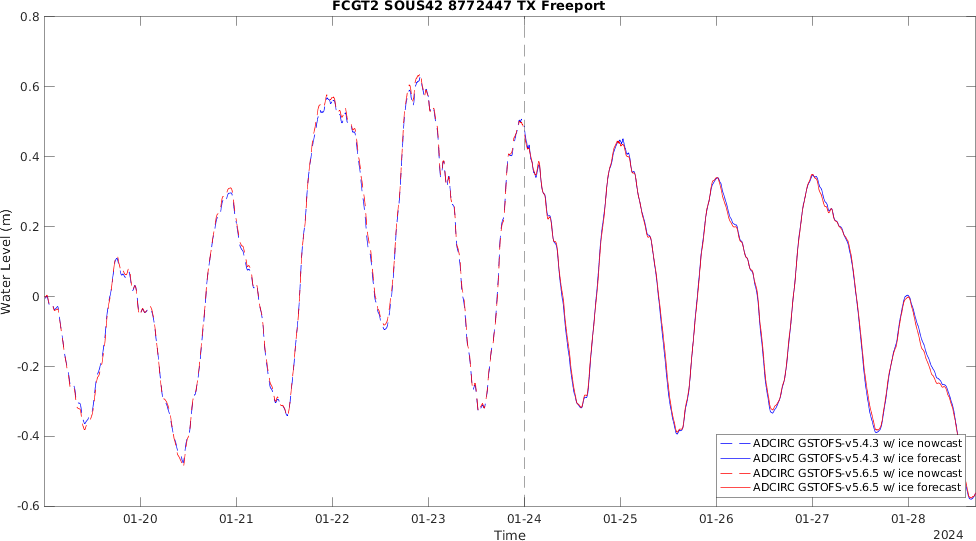 FCGT2 SOUS42 8772447 TX Freeport
0.8
0.6
0.4
0.2
0
-0.2
-0.4
-0.6
Water Level (m)
ADCIRC GSTOFS-v5.4.3 w/ ice nowcast
ADCIRC GSTOFS-v5.4.3 w/ ice forecast
ADCIRC GSTOFS-v5.6.5 w/ ice nowcast
ADCIRC GSTOFS-v5.6.5 w/ ice forecast
01-20 01-21 01-22 01-23 01-24 01-25 01-26 01-27 01-28
Time
2024